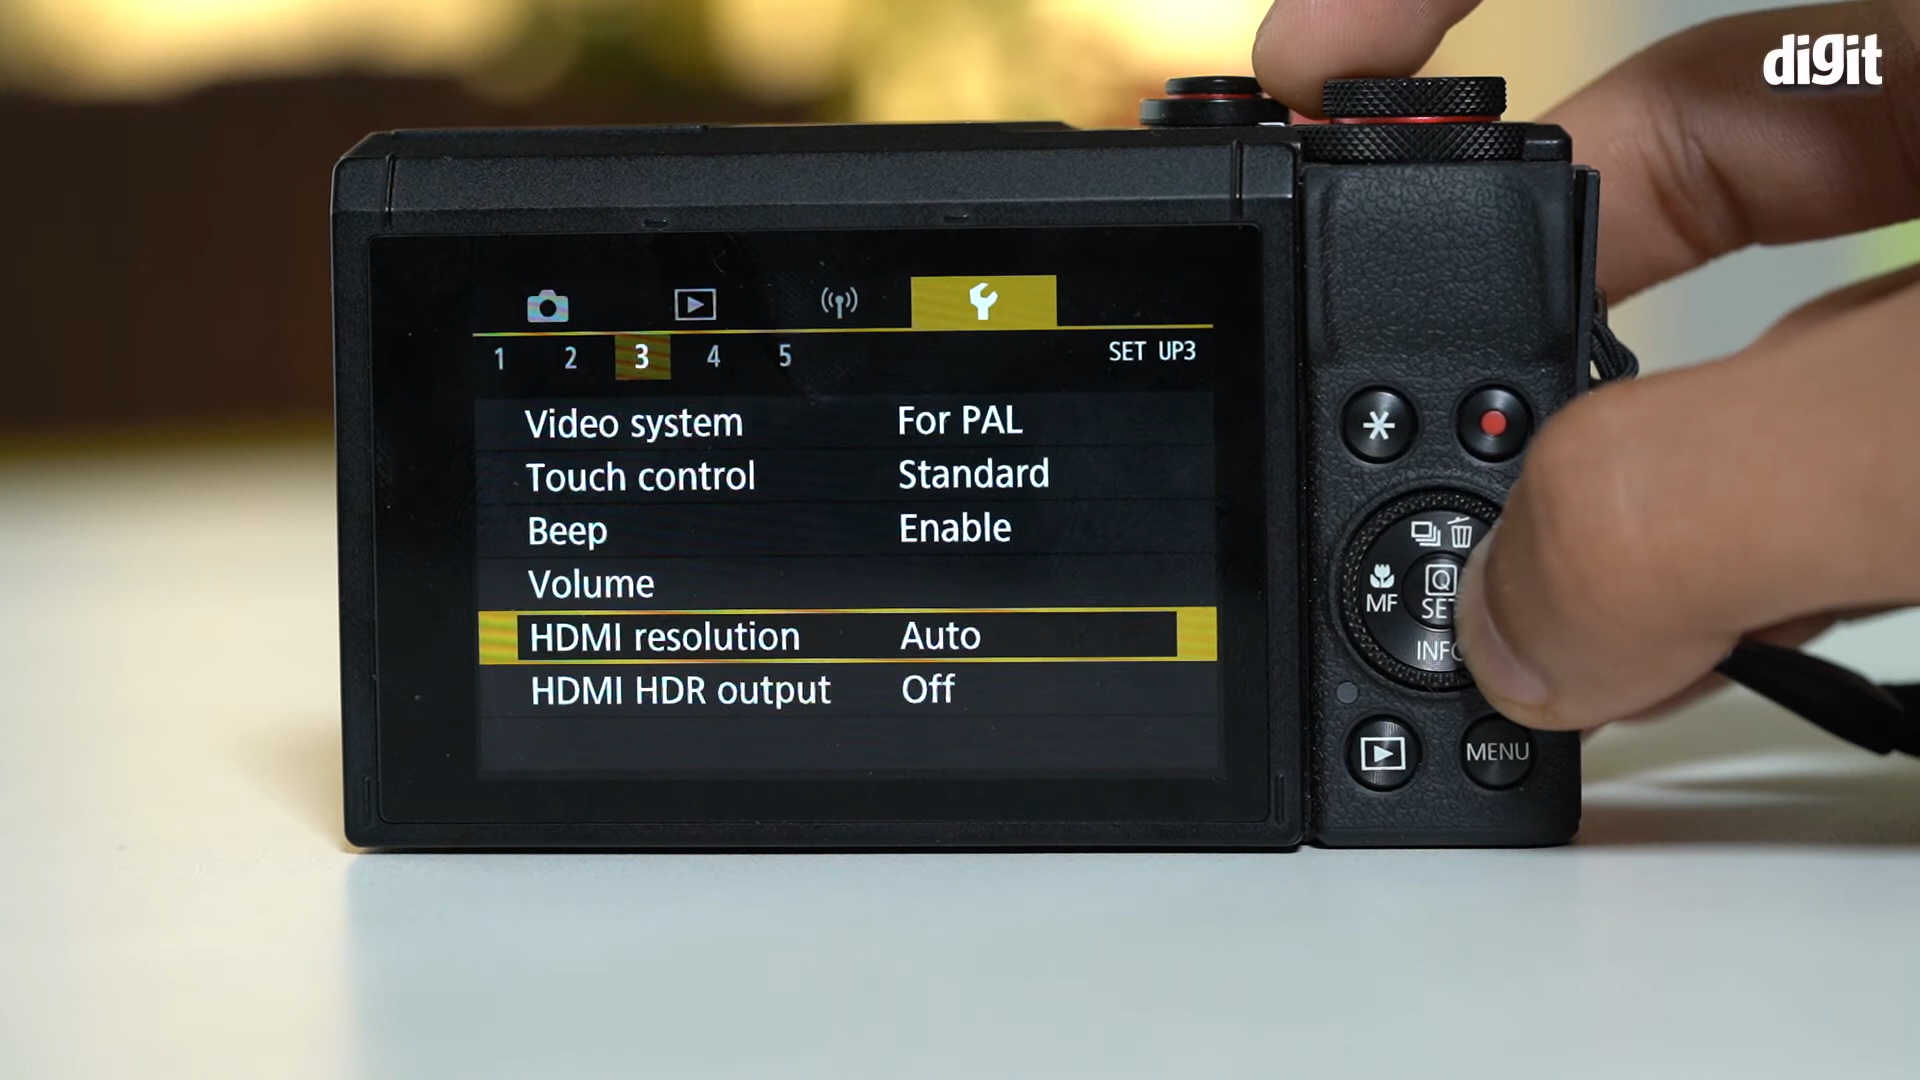 digit
1 2 3 4 5 SET UP3
Video system For PAL
Touch control Standard
Beep Enable
Volume
HDMI resolution Auto
HDMI HDR output Off
MF
Q
SET
INFO
MENU